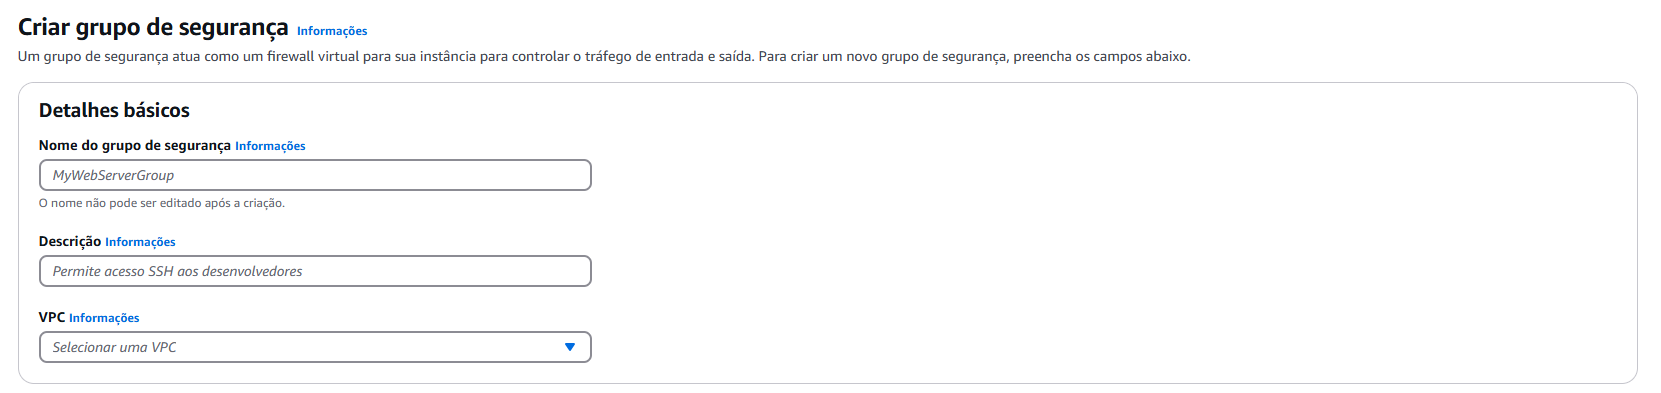 Criar grupo de segurança Informações
Um grupo de segurança atua como um firewall virtual para sua instância para controlar o tráfego de entrada e saída. Para criar um novo grupo de segurança, preencha os campos abaixo.
Detalhes básicos
Nome do grupo de segurança Informações
MyWebServerGroup
O nome não pode ser editado após a criação.
Descrição Informações
Permite acesso SSH aos desenvolvedores
VPC Informações
Selecionar uma VPC